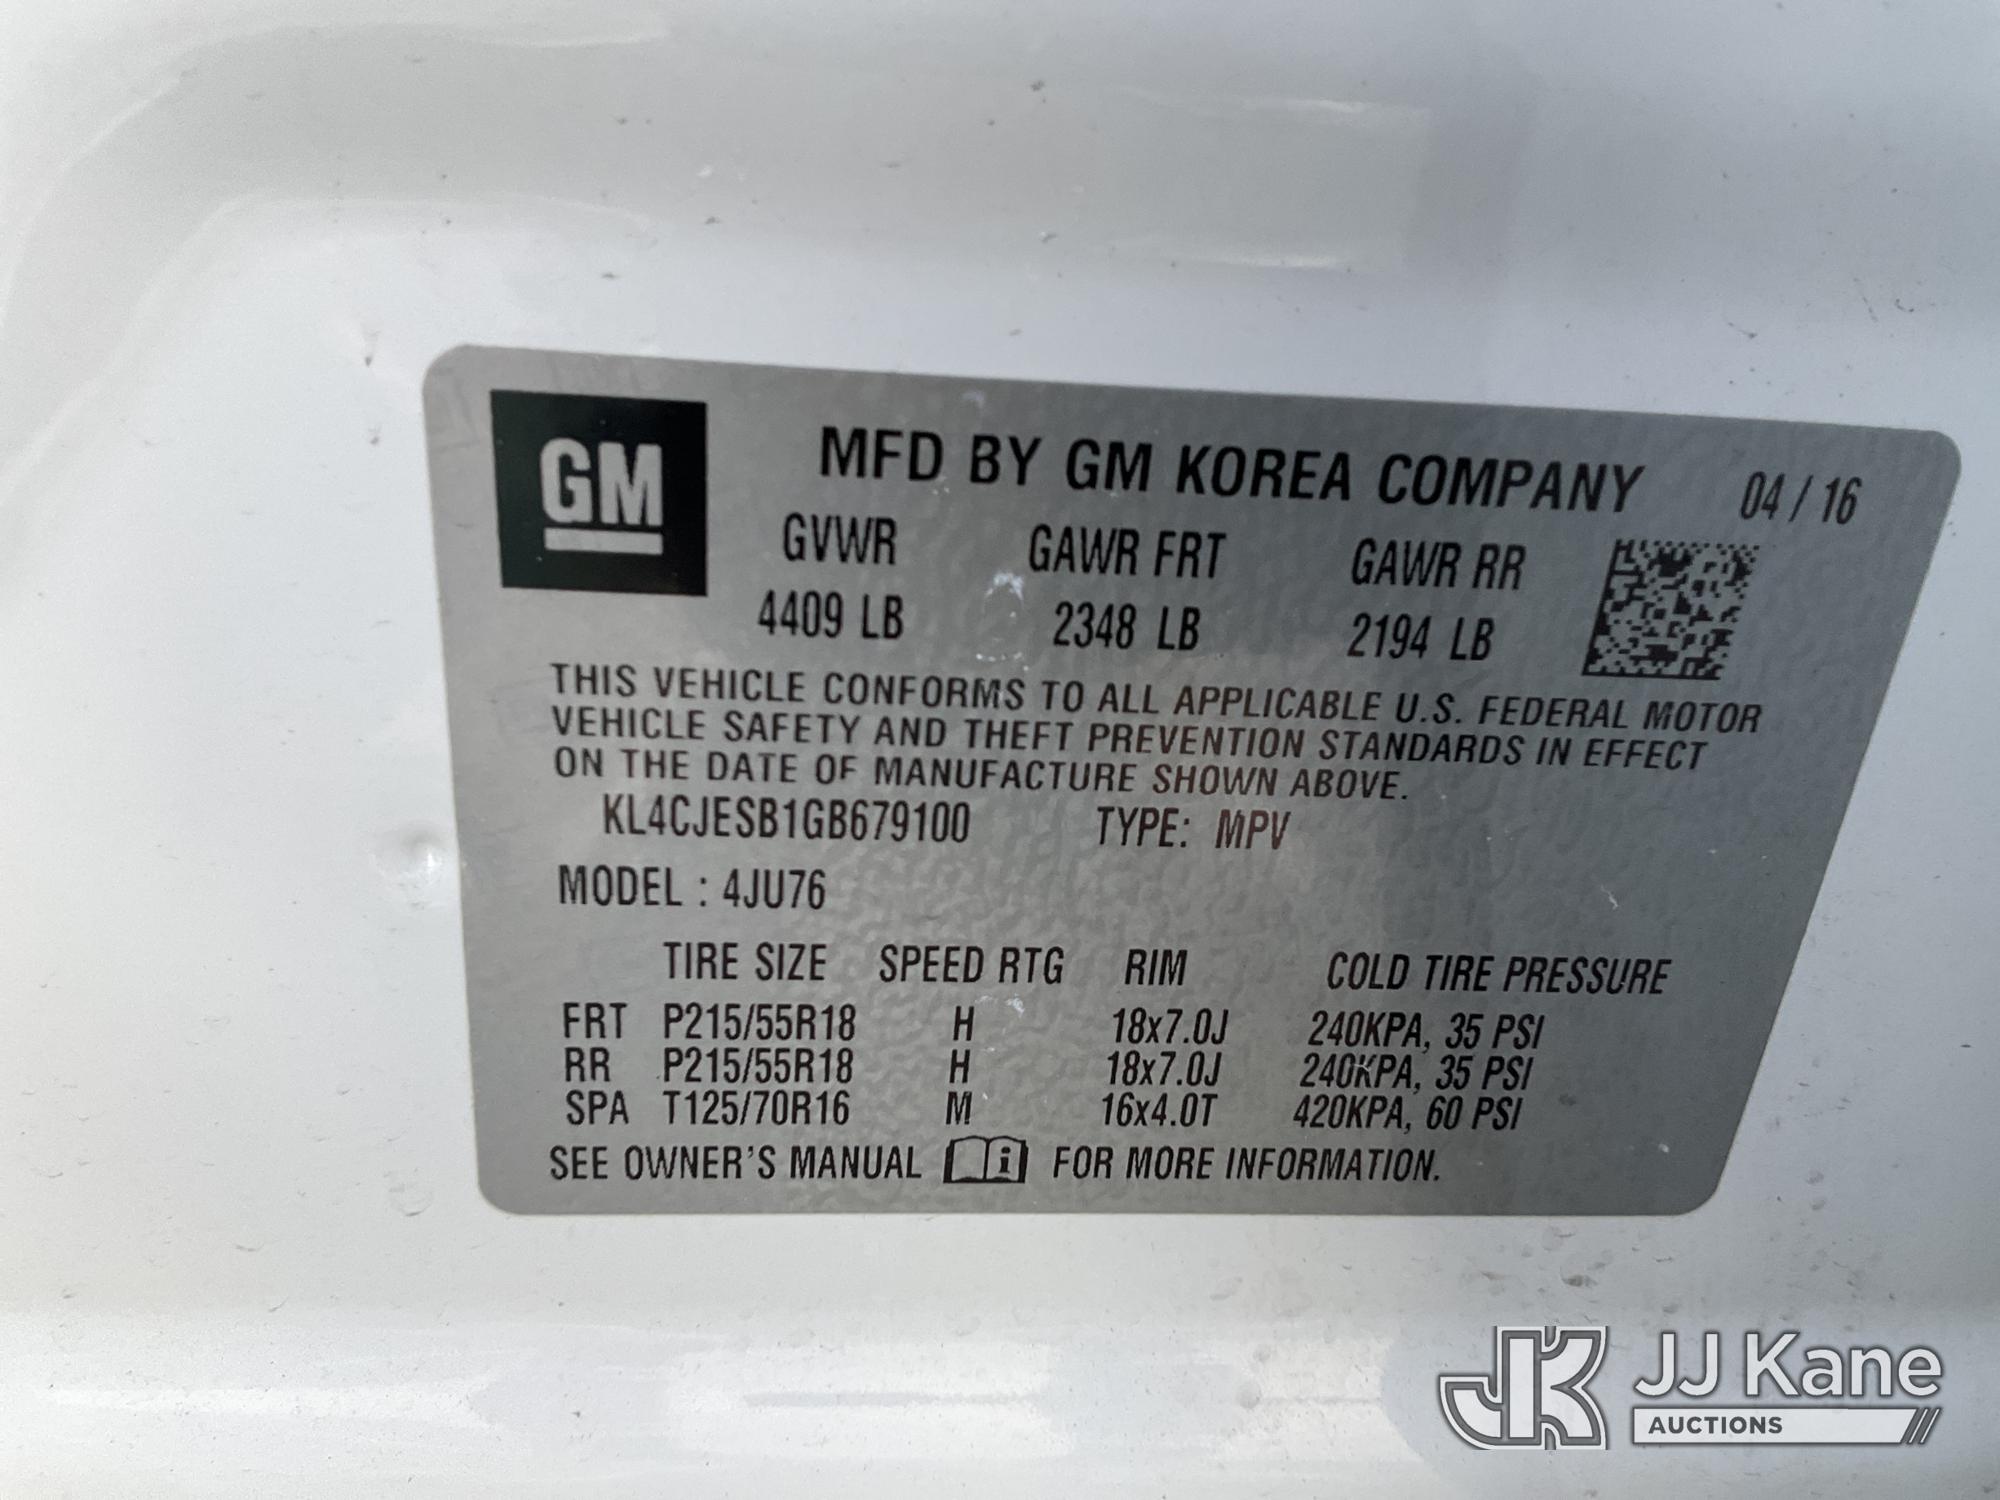 GM
MFD BY GM KOREA COMPANY 04 / 16
GVWR GAWR FRT GAWR RR
4409 LB 2348 LB 2194 LB
THIS VEHICLE CONFORMS TO ALL APPLICABLE U.S. FEDERAL MOTOR
VEHICLE SAFETY AND THEFT PREVENTION STANDARDS IN EFFECT
ON THE DATE OF MANUFACTURE SHOWN ABOVE.
KL4CJESB1GB679100 TYPE: MPV
MODEL : 4JU76
TIRE SIZE SPEED RTG RIM COLD TIRE PRESSURE
FRT P215/55R18 H 18x7.0J 240KPA, 35 PSI
RR P215/55R18 H 18x7.0J 240KPA, 35 PSI
SPA T125/70R16 M 16x4.0T 420KPA, 60 PSI
SEE OWNER'S MANUAL i FOR MORE INFORMATION.
JK JJ Kane
AUCTIONS